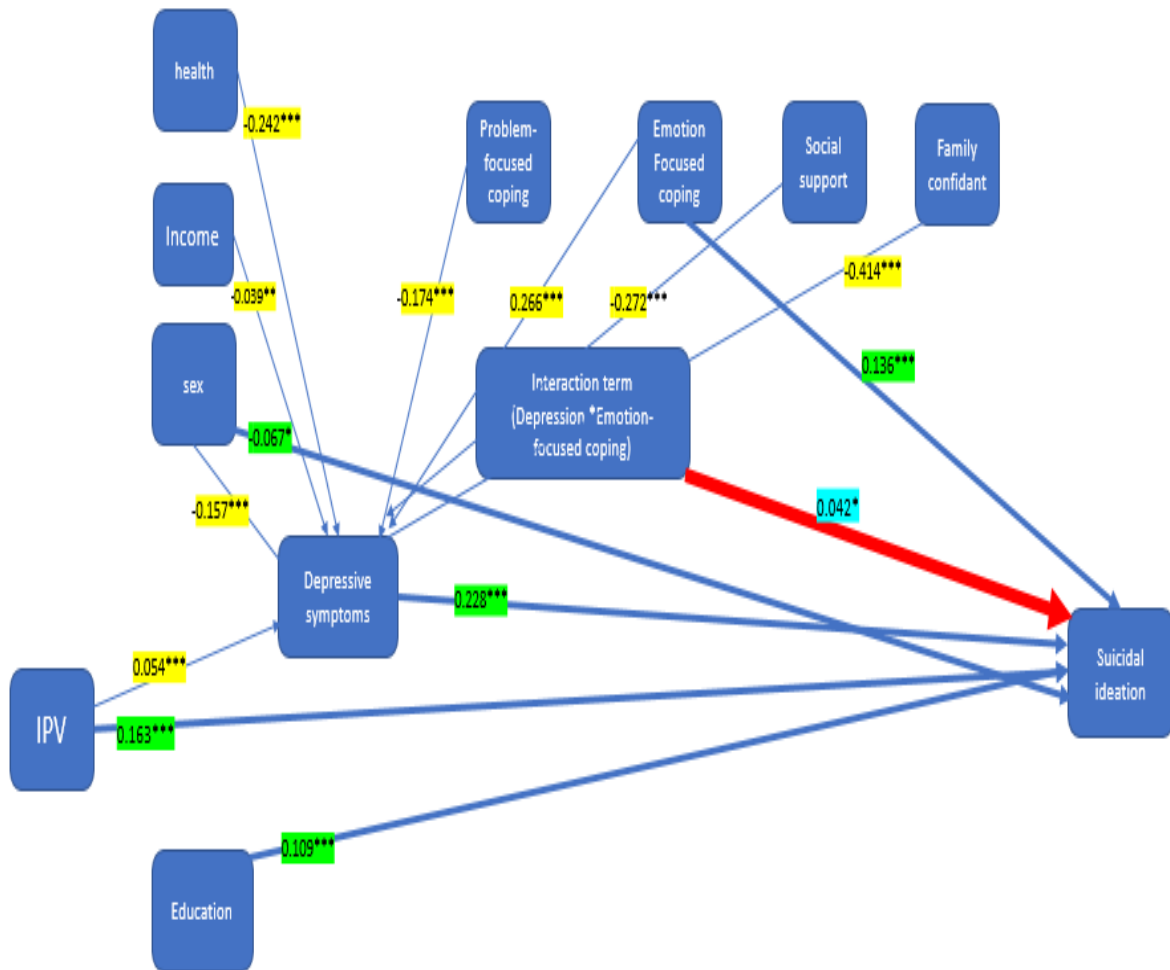 health
-0.242***
Problem-
focused
coping
Emotion
Focused
coping
Social
support
Family
confidant
Income
-0.039**
-0.174***
0.266***
-0.272***
-0.414***
sex
-0.067*
Interaction term
(Depression *Emotion-
focused coping)
0.136***
-0.157***
0.042*
Depressive
symptoms
0.228***
Suicidal
ideation
0.054***
IPV
0.163***
0.109***
Education